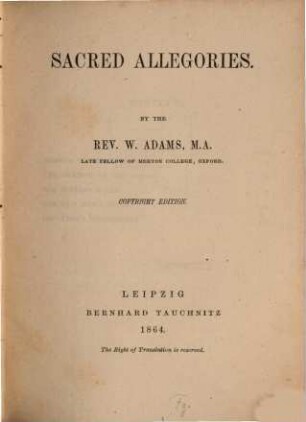 SACRED ALLEGORIES.
BY THE
REV. W. ADAMS, M.A.
LATE FELLOW OF MERTON COLLEGE, OXFORD.
COPYRIGHT EDITION.
LEIPZIG
BERNHARD TAUCHNITZ
1864.
The Right of Translation is reserved.